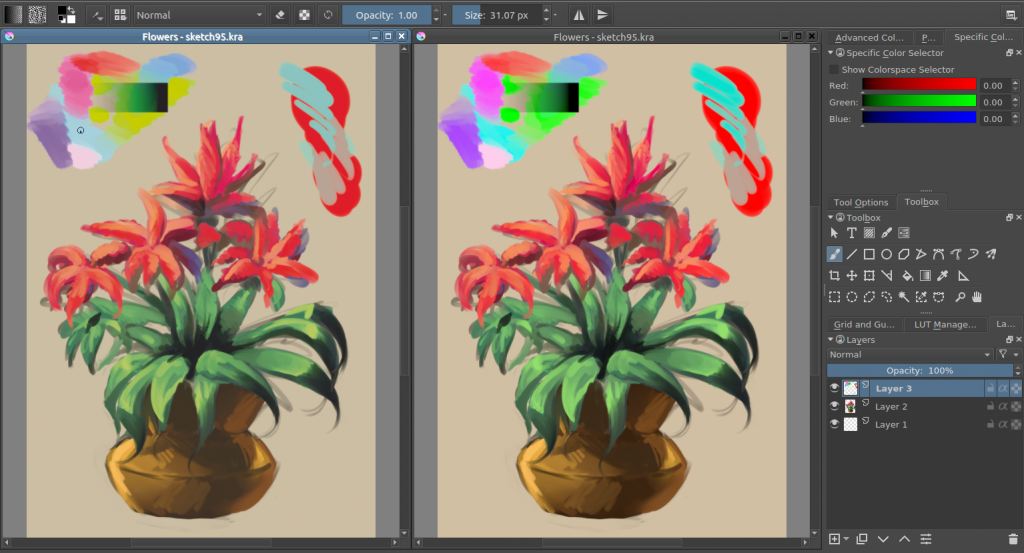 Normal
Opacity: 1.00
Size: 31.07 px
Flowers - sketch95.kra
Flowers - sketch95.kra
Advanced Col...
P...
Specific Col...
Specific Color Selector
Show Colorspace Selector
Red:
0.00
Green:
0.00
Blue:
0.00
Tool Options
Toolbox
Toolbox
Grid and Gu...
LUT Manage...
La...
Layers
Normal
Opacity: 100%
Layer 3
Layer 2
Layer 1